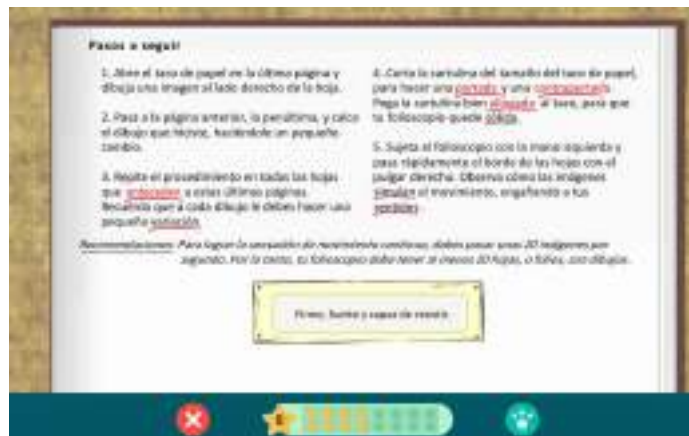 Pasos a seguir
1. Abre el taco de papel en la última página y
dibuja una imagen al lado derecho de la hoja.
2. Pasa a la página anterior, la penúltima, y calca
el dibujo que hiciste, haciéndole un pequeño
cambio.
3. Repite el procedimiento en todas las hojas
que anteceden a estas últimas páginas.
Recuerda que a cada dibujo le debes hacer una
pequeña variación.
4. Corta la cartulina del tamaño del taco de papel,
para hacer una portada y una contraportada.
Pega la cartulina bien al taco, para que
tu folioscopio quede sólido.
5. Sujeta el folioscopio con la mano izquierda y
pasa rápidamente el borde de las hojas con el
pulgar derecho. Observa cómo las imágenes
simulan el movimiento, engañando a tus
sentidos.
Recomendaciones: Para lograr la sensación de movimiento continuo, debes pasar unas 20 imágenes por
segundo. Por lo tanto, tu folioscopio debe tener al menos 20 hojas, o folios, con dibujos.
Firme, fuerte y capaz de resistir.